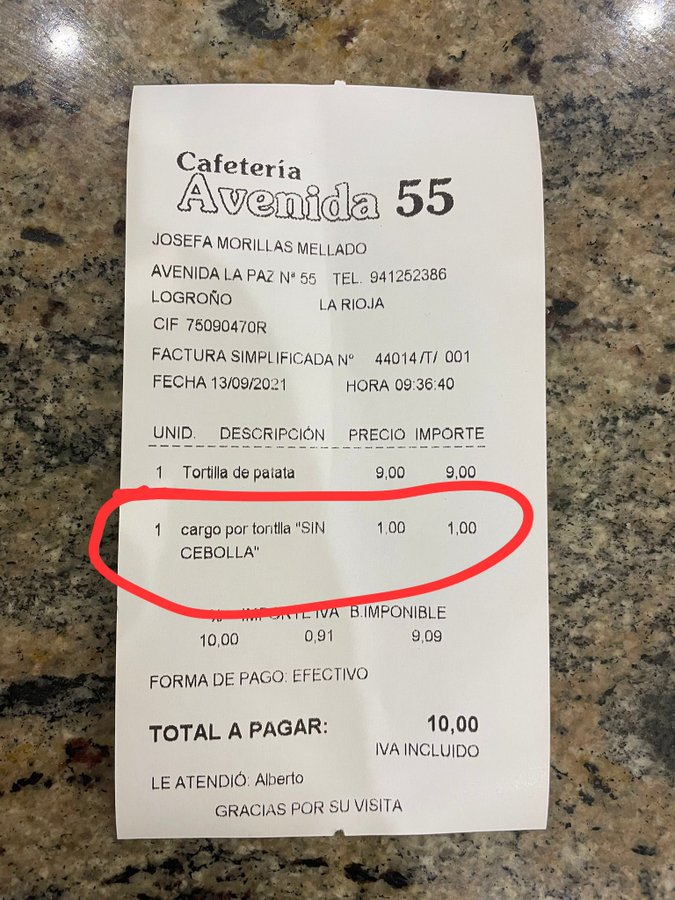 Cafetería
Avenida 55
JOSEFA MORILLAS MELLADO
AVENIDA LA PAZ Nª 55 TEL. 941252386
LOGROÑO LA RIOJA
CIF 75090470R
FACTURA SIMPLIFICADA Nº 44014/T/ 001
FECHA 13/09/2021 HORA 09:36:40
UNID. DESCRIPCIÓN PRECIO IMPORTE
1 Tortilla de patata 9,00 9,00
1 cargo por tortilla "SIN 1,00 1,00
CEBOLLA"
% IMPORTE IVA B.IMPONIBLE
10,00 0,91 9,09
FORMA DE PAGO: EFECTIVO
TOTAL A PAGAR: 10,00
IVA INCLUIDO
LE ATENDIÓ: Alberto
GRACIAS POR SU VISITA